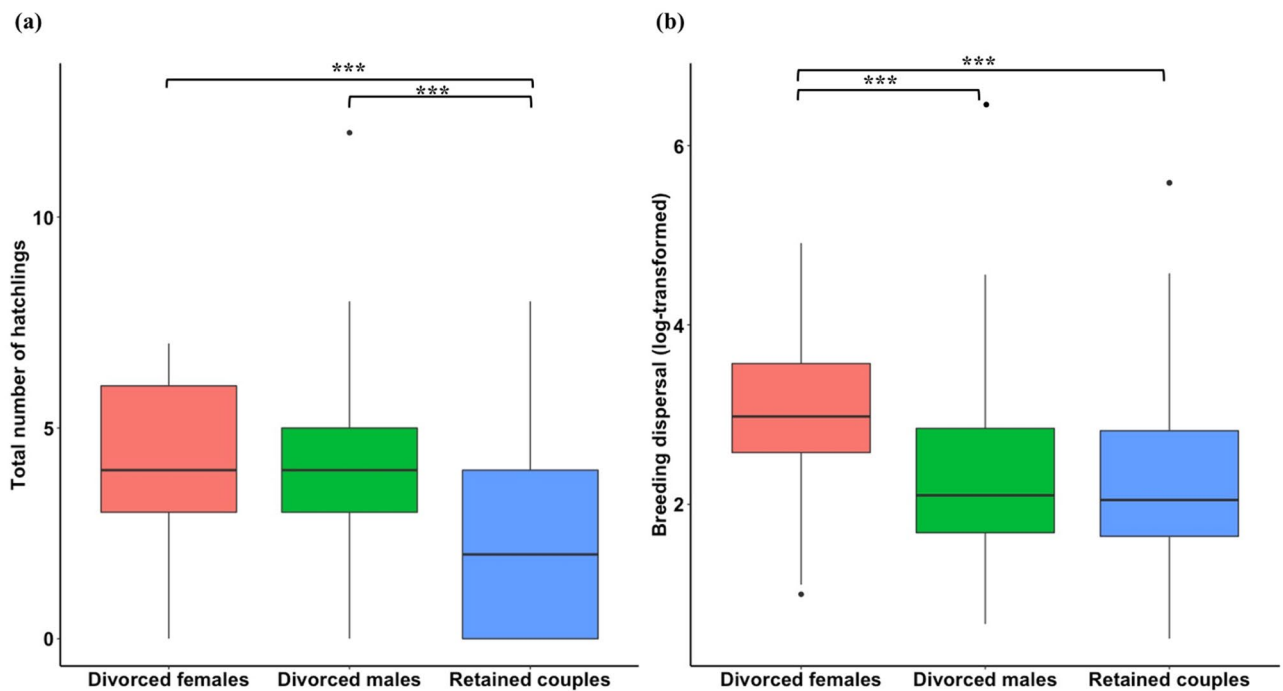 (a)
***
***
10
5
0
Total number of hatchlings
Divorced females Divorced males Retained couples
(b)
***
***
6
4
2
Breeding dispersal (log-transformed)
Divorced females Divorced males Retained couples